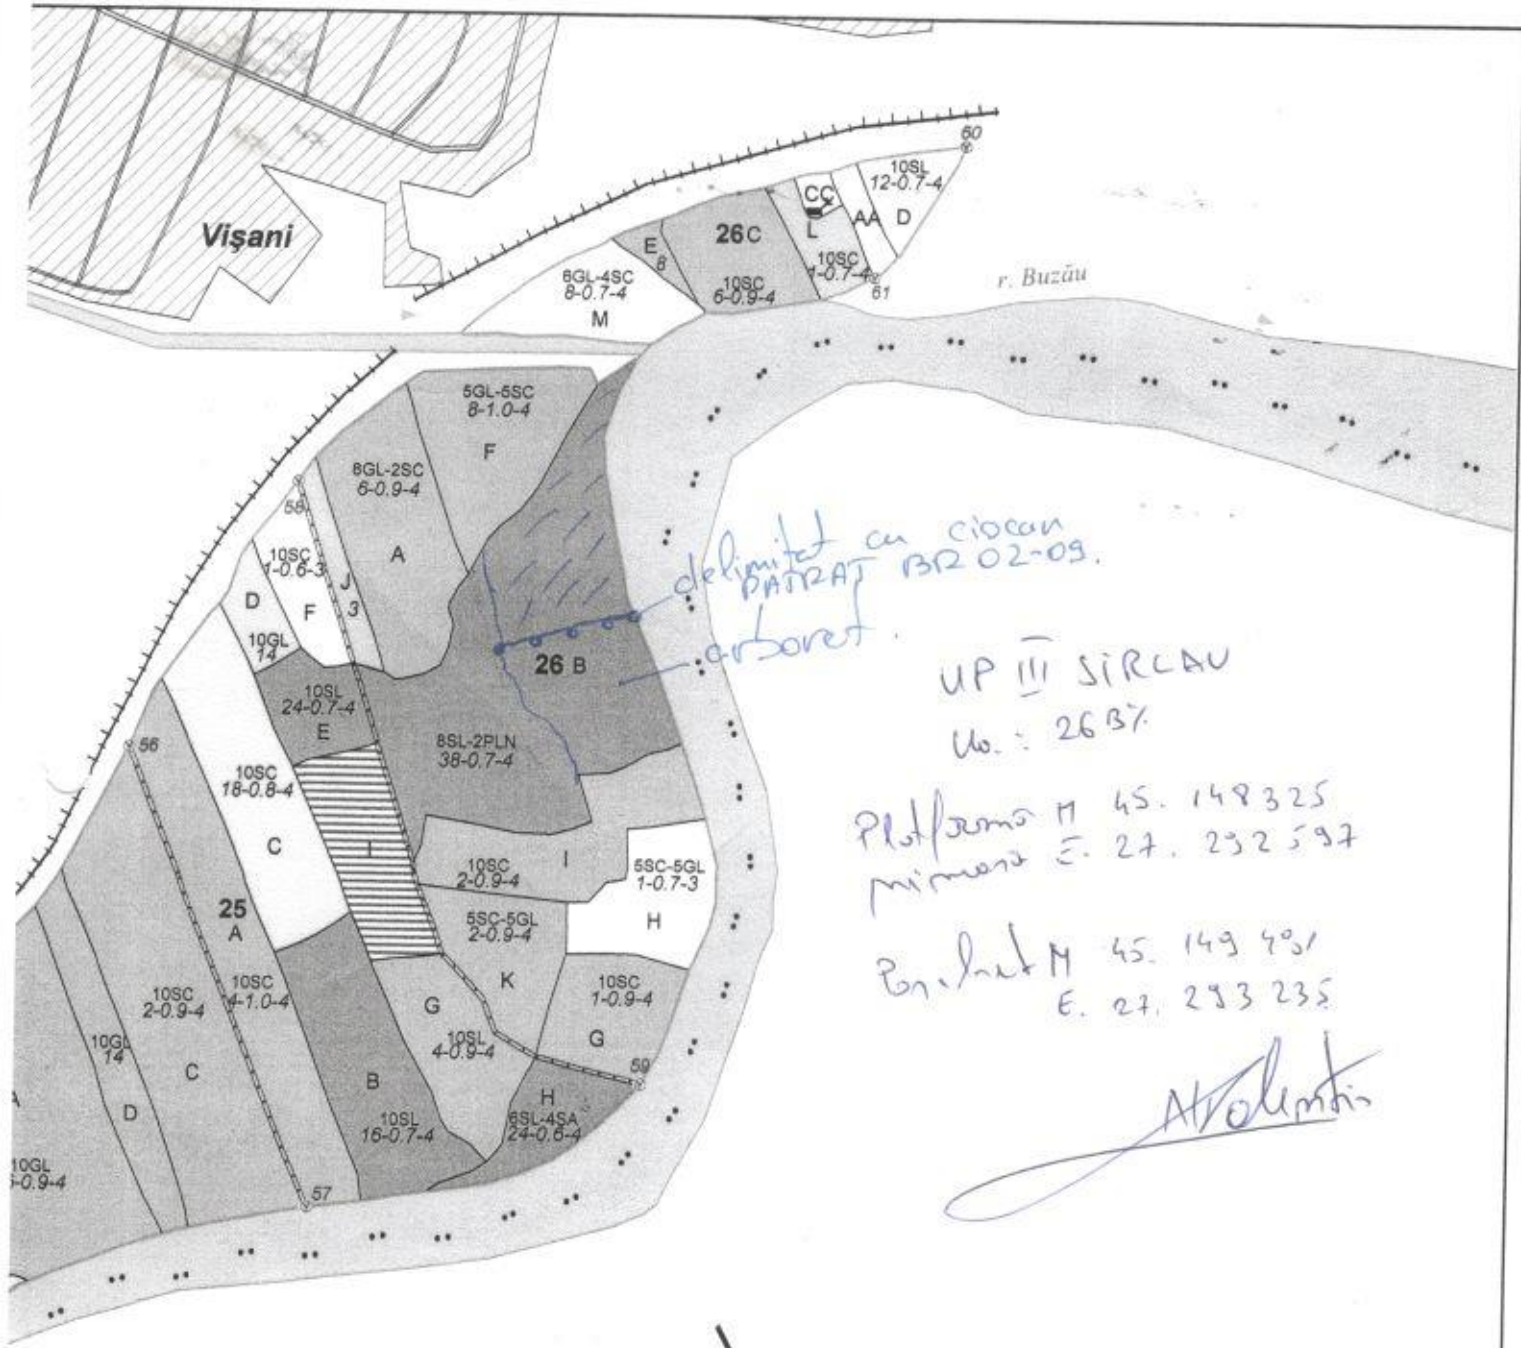 60
10SL
12-0.7-4
CC
AA
D
L
Vişani
26 C
E
8
10SC
1-0.7-4
6GL-4SC
8-0.7-4
M
10SC
6-0.9-4
61
r. Buzău
5GL-5SC
8-1.0-4
F
8GL-2SC
6-0.9-4
A
58
10SC
1-0.6-3
J
3
D
F
10GL
14
delimitat cu ciocan
PATRAT BR 02-09.
arboret.
26 B
10SL
24-0.7-4
E
8SL-2PLN
38-0.7-4
UP III SIRLAU
Ua.: 26 B%
56
10SC
18-0.8-4
C
I
10SC
2-0.9-4
I
5SC-5GL
1-0.7-3
H
Platforma N 45. 148325
primară E. 27. 292597
25
A
5SC-5GL
2-0.9-4
K
N 45. 149
E. 27. 293 235
10SC
2-0.9-4
10SC
4-1.0-4
C
G
10SL
4-0.9-4
10SC
1-0.9-4
G
10GL
14
D
B
10SL
16-0.7-4
59
H
6SL-4SA
24-0.6-4
A
10GL
-0.9-4
57